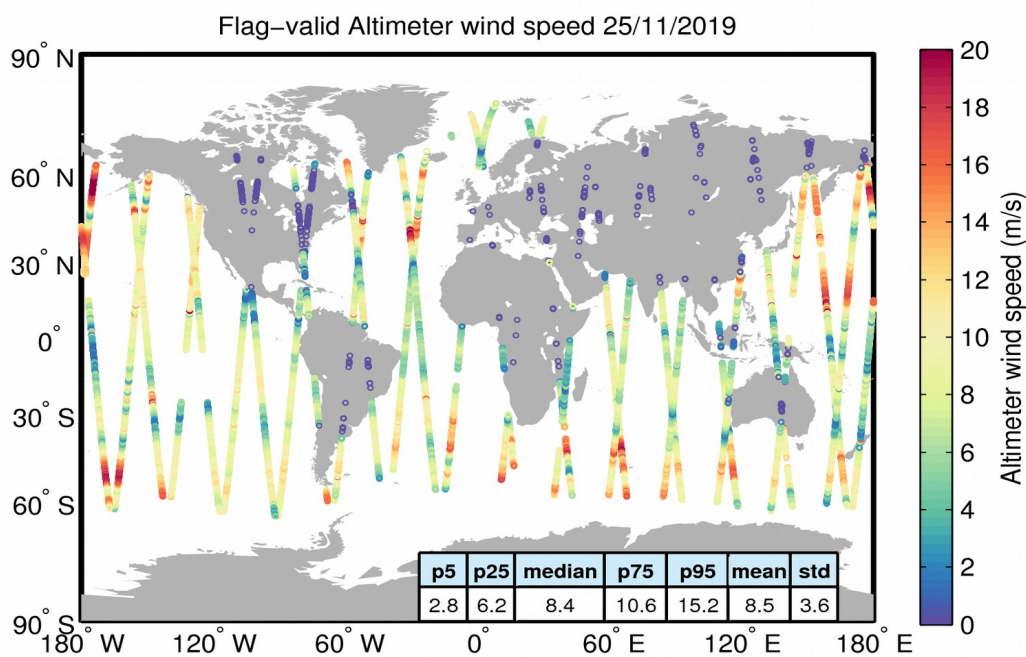 Flag−valid Altimeter wind speed 25/11/2019
90° N
60° N
30° N
0°
30° S
60° S
90° S
180° W
120° W
60° W
0°
60° E
120° E
180° E
p5 p25 median p75 p95 mean std
2.8 6.2 8.4 10.6 15.2 8.5 3.6
20
18
16
14
12
10
8
6
4
2
0
Altimeter wind speed (m/s)